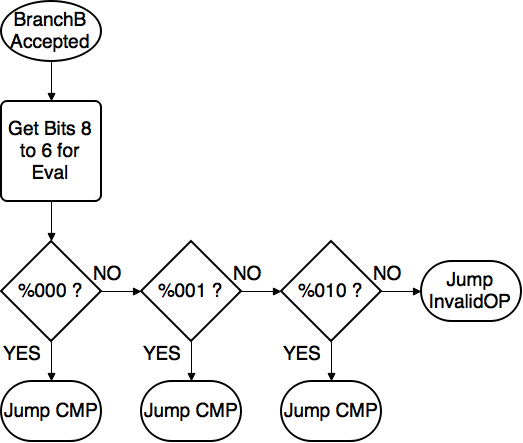 BranchB
Accepted
Get Bits 8
to 6 for
Eval
%000 ?
NO
%001 ?
NO
%010 ?
NO
Jump
InvalidOP
YES
YES
YES
Jump CMP
Jump CMP
Jump CMP